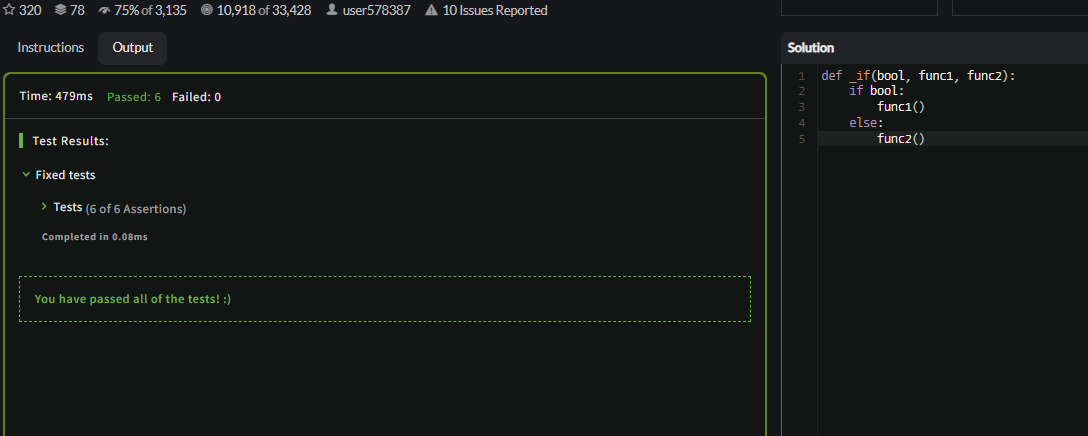 320 78 75% of 3,135 10,918 of 33,428 user578387 10 Issues Reported
Instructions Output
Time: 479ms Passed: 6 Failed: 0
Test Results:
Fixed tests
Tests (6 of 6 Assertions)
Completed in 0.08ms
You have passed all of the tests! :)
Solution
1 def _if(bool, func1, func2):
2 if bool:
3 func1()
4 else:
5 func2()